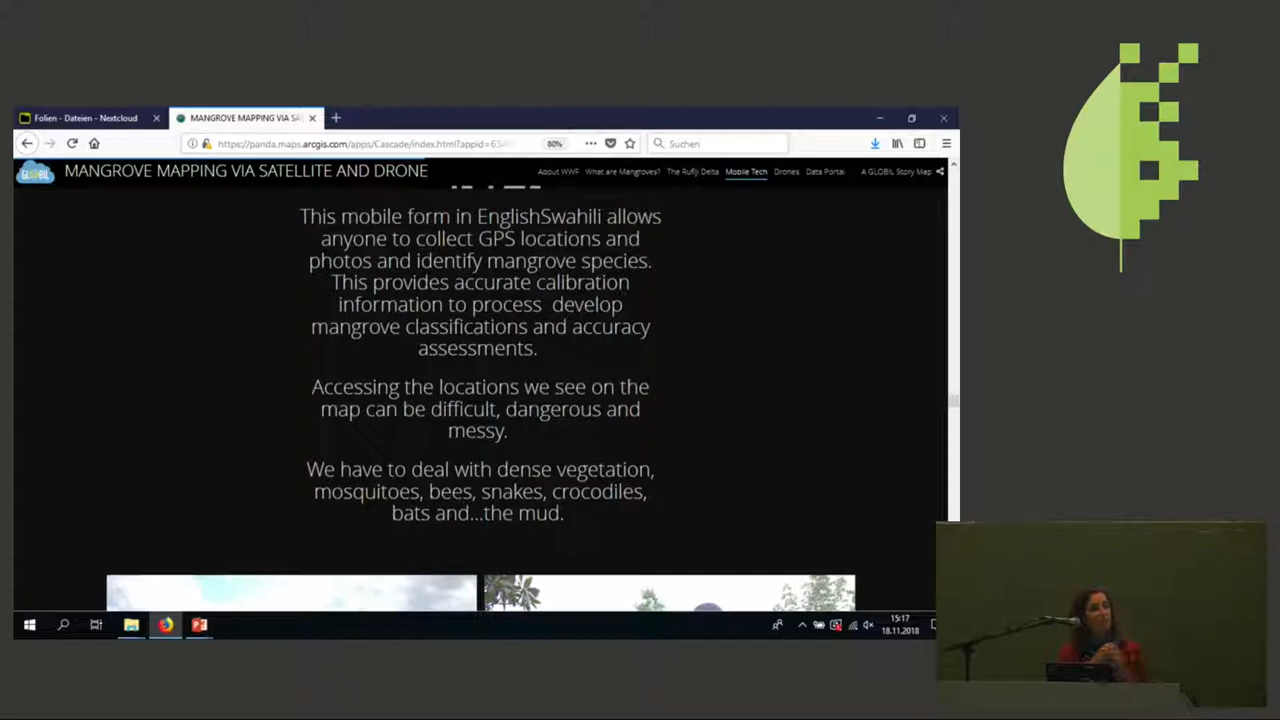 Folien - Dateien - Nextcloud
MANGROVE MAPPING VIA SA
https://panda.maps.arcgis.com/apps/Cascade/index.html?appid=63
80%
Suchen
GLOBIL
MANGROVE MAPPING VIA SATELLITE AND DRONE
About WWF What are Mangroves? The Rufiji Delta Mobile Tech Drones Data Portal A GLOBIL Story Map
This mobile form in EnglishSwahili allows
anyone to collect GPS locations and
photos and identify mangrove species.
This provides accurate calibration
information to process develop
mangrove classifications and accuracy
assessments.
Accessing the locations we see on the
map can be difficult, dangerous and
messy.
We have to deal with dense vegetation,
mosquitoes, bees, snakes, crocodiles,
bats and...the mud.
15:17
18.11.2018